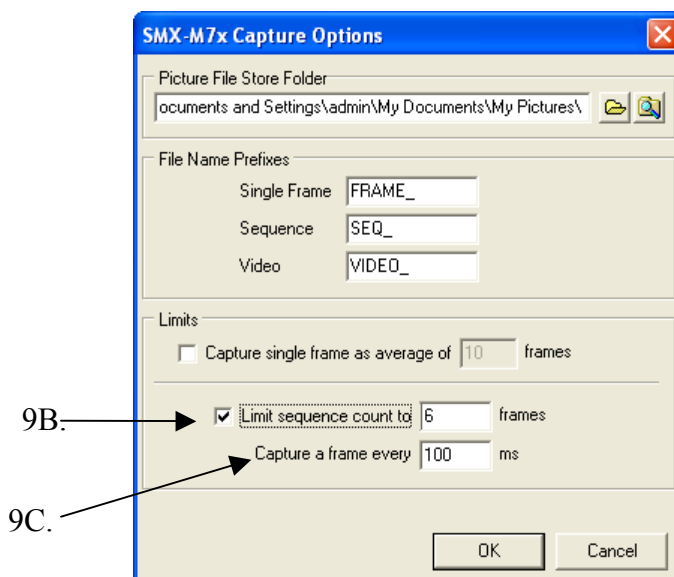 SMX-M7x Capture Options
Picture File Store Folder
ocuments and Settings\admin\My Documents\My Pictures\
File Name Prefixes
Single Frame FRAME_
Sequence SEQ_
Video VIDEO_
Limits
Capture single frame as average of 10 frames
9B. Limit sequence count to 6 frames
Capture a frame every 100 ms
9C.
OK Cancel